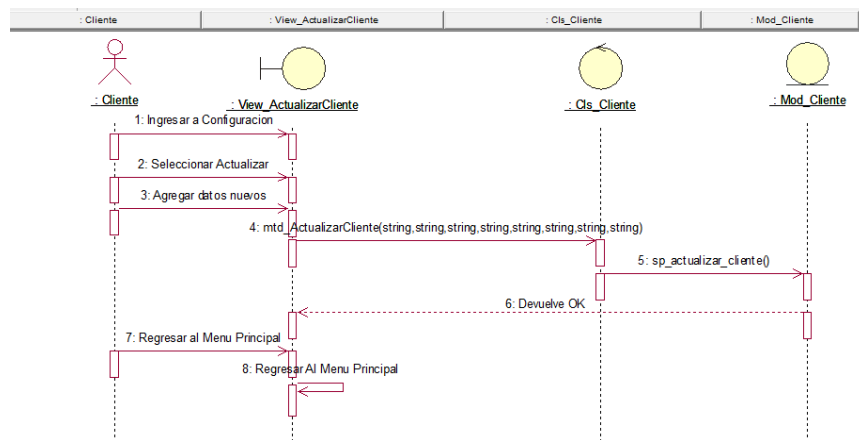 : Cliente
: View_ActualizarCliente
: Cls_Cliente
: Mod_Cliente
: Cliente
: View_ActualizarCliente
: Cls_Cliente
: Mod_Cliente
1: Ingresar a Configuracion
2: Seleccionar Actualizar
3: Agregar datos nuevos
4: mtd_ActualizarCliente(string,string,string,string,string,string,string,string)
5: sp_actualizar_cliente()
6: Devuelve OK
7: Regresar al Menu Principal
8: Regresar Al Menu Principal